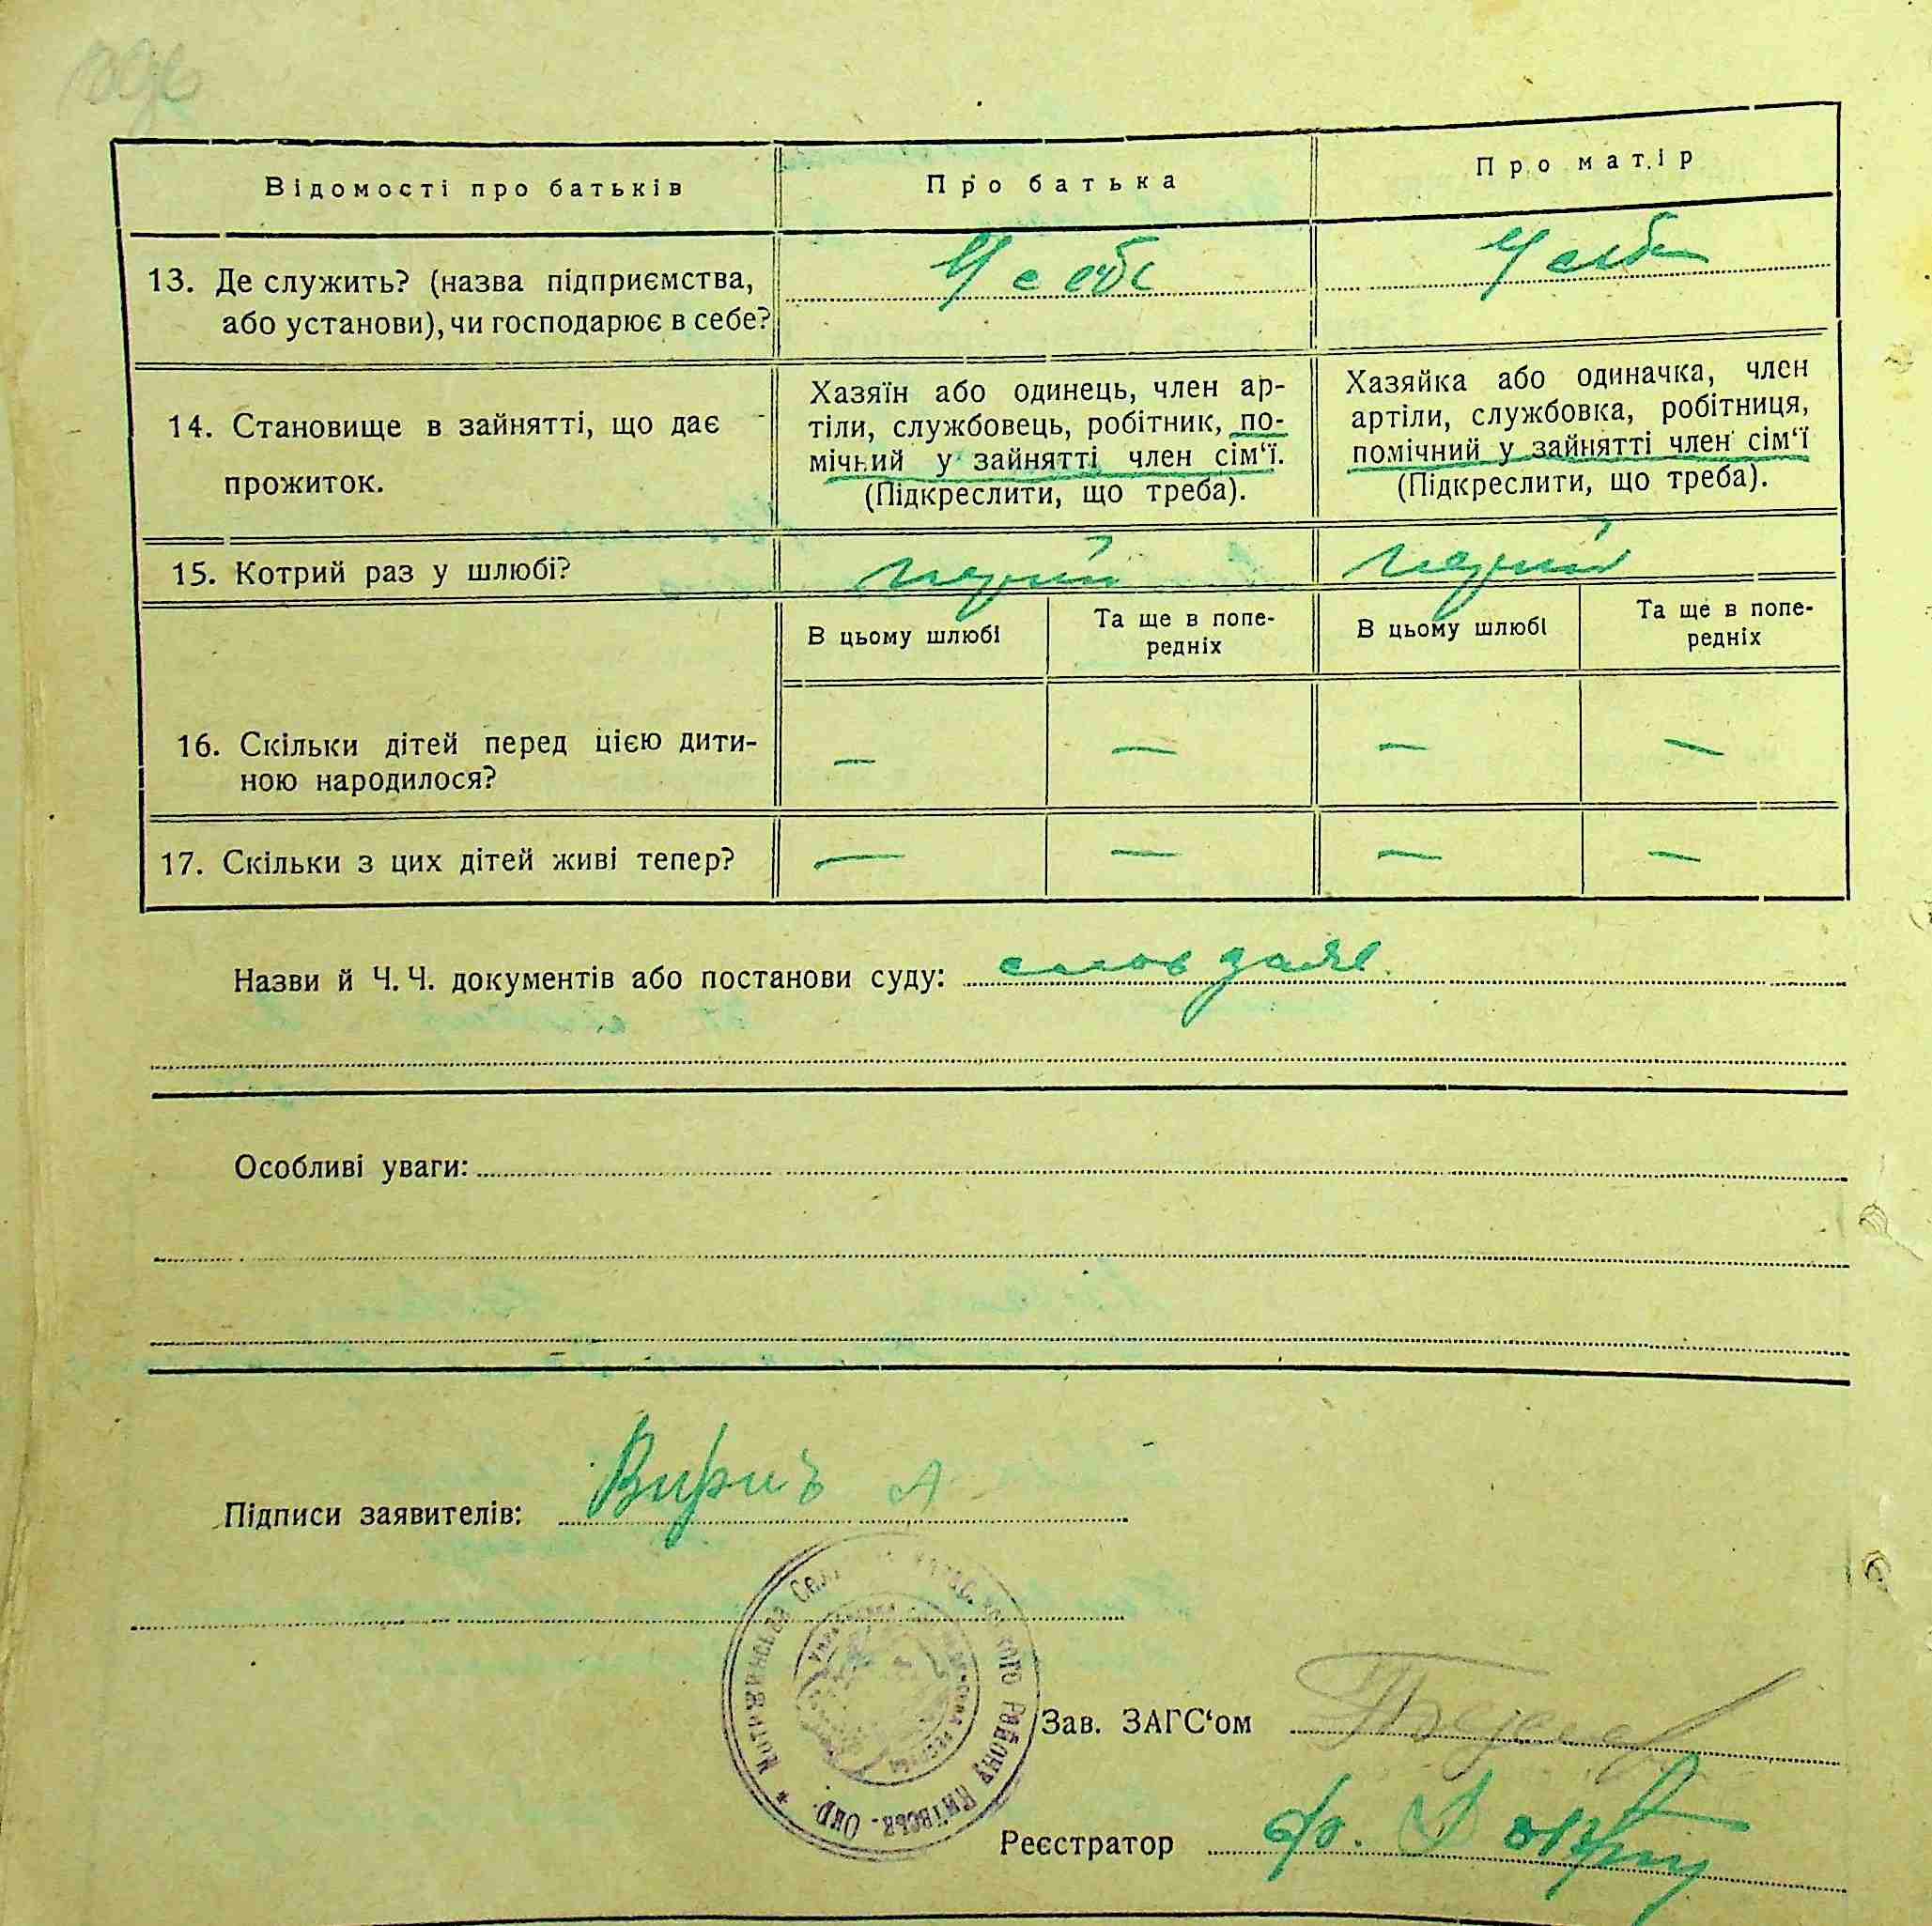 Відомості про батьків
Про батька
Про матір
13. Де служить? (назва підприємства,
або установи), чи господарює в себе?
У себе
У себе
14. Становище в зайнятті, що дає
прожиток.
Хазяїн або одинець, член ар-
тіли, службовець, робітник, по-
мічний у зайнятті член сім‘ї.
(Підкреслити, що треба).
Хазяйка або одиначка, член
артіли, службовка, робітниця,
помічний у зайнятті член сім‘ї
(Підкреслити, що треба).
15. Котрий раз у шлюбі?
В цьому шлюбі
Та ще в попе-
редніх
В цьому шлюбі
Та ще в попе-
редніх
16. Скільки дітей перед цією дити-
ною народилося?
— — — —
17. Скільки з цих дітей живі тепер?
— — — —
Назви й Ч. Ч. документів або постанови суду:
Особливі уваги:
Підписи заявителів: А
Району Київськ. Окр.
Зав. ЗАГС‘ом
Реєстратор